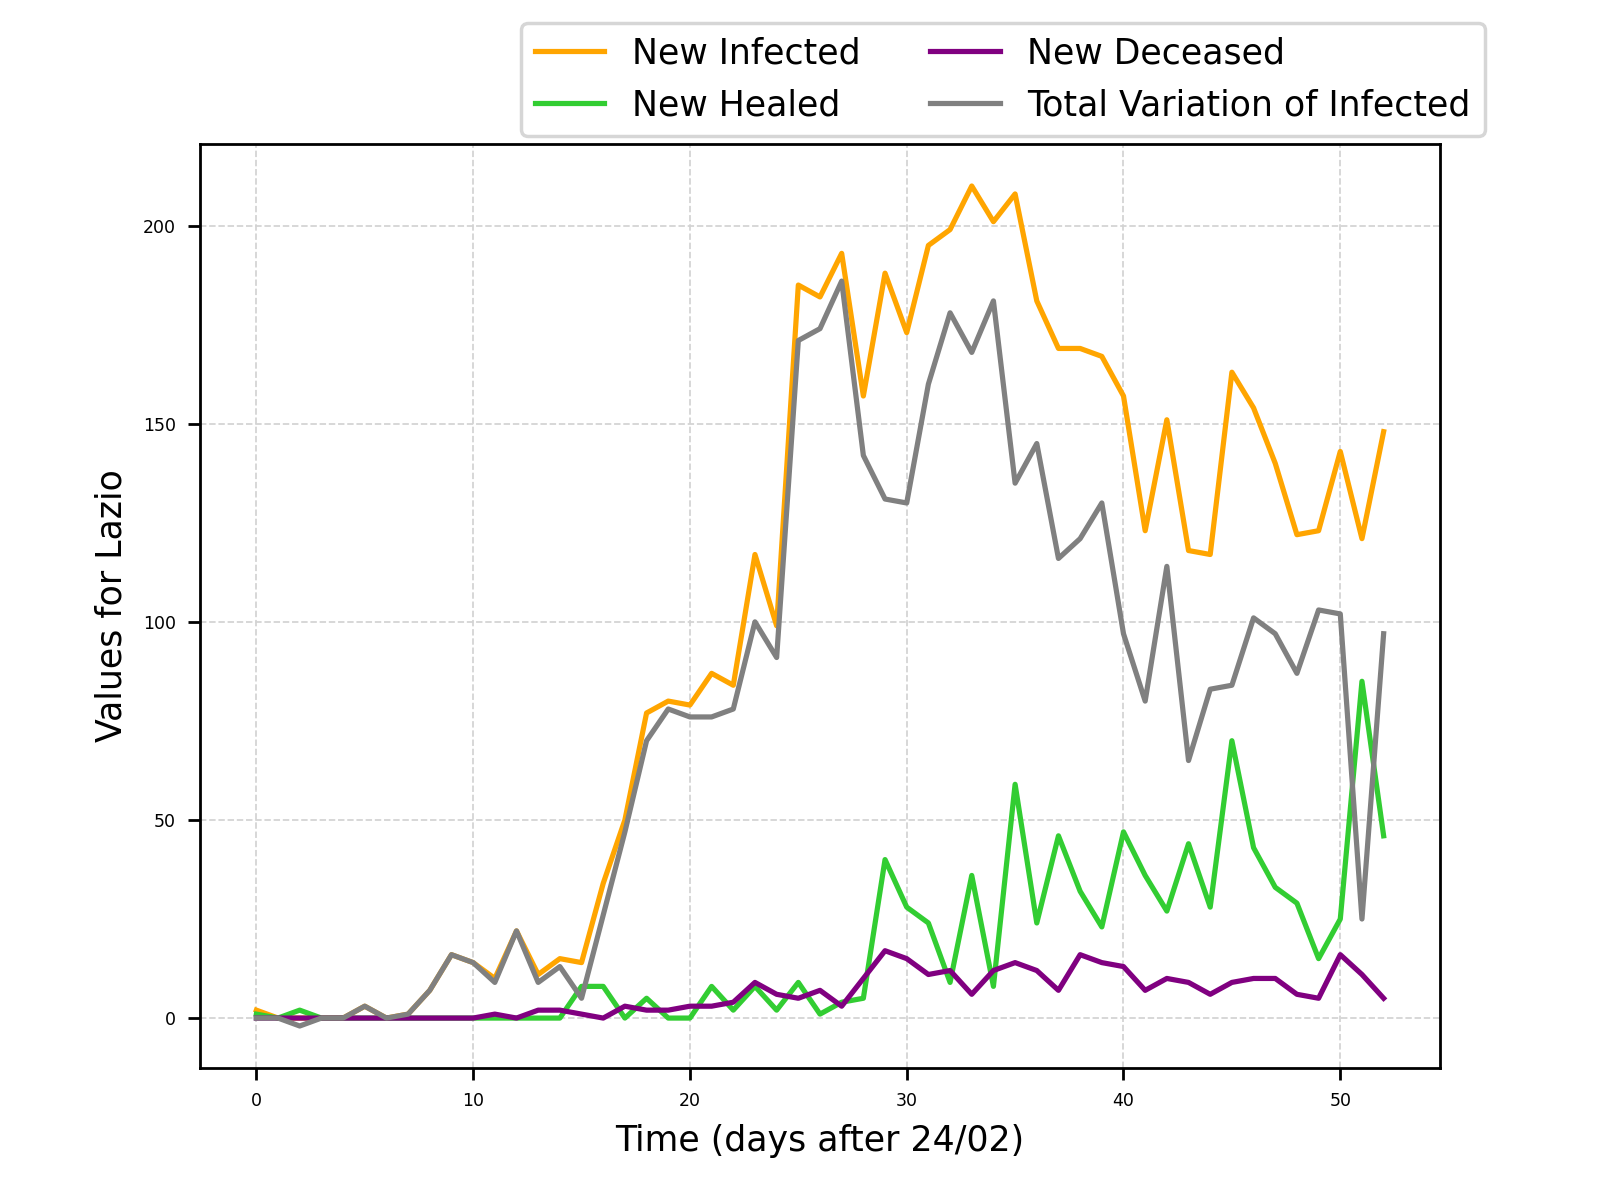 New Infected
New Healed
New Deceased
Total Variation of Infected
200
150
100
50
0
Values for Lazio
0 10 20 30 40 50
Time (days after 24/02)